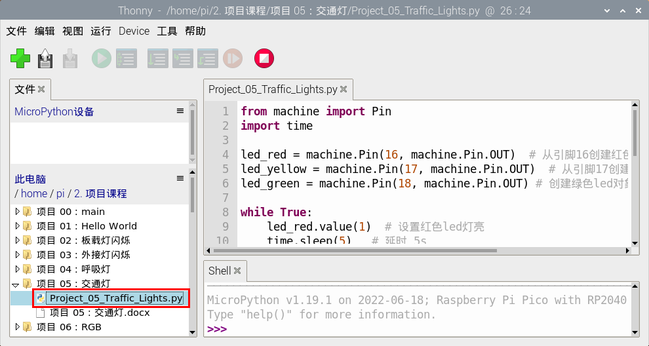 Thonny - /home/pi/2. 项目课程/项目 05：交通灯/Project_05_Traffic_Lights.py @ 26 : 24
文件 编辑 视图 运行 Device 工具 帮助
文件
MicroPython设备
此电脑
/ home / pi / 2. 项目课程
项目 00：main
项目 01：Hello World
项目 02：板载灯闪烁
项目 03：外接灯闪烁
项目 04：呼吸灯
项目 05：交通灯
Project_05_Traffic_Lights.py
项目 05：交通灯.docx
项目 06：RGB
Project_05_Traffic_Lights.py
1 from machine import Pin
2 import time
3
4 led_red = machine.Pin(16, machine.Pin.OUT) # 从引脚16创建红色
5 led_yellow = machine.Pin(17, machine.Pin.OUT) # 从引脚17创建
6 led_green = machine.Pin(18, machine.Pin.OUT) # 创建绿色led对象
7
8 while True:
9 led_red.value(1) # 设置红色led灯亮
10 time.sleep(5) # 延时 5s
Shell
MicroPython v1.19.1 on 2022-06-18; Raspberry Pi Pico with RP2040
Type "help()" for more information.
>>>